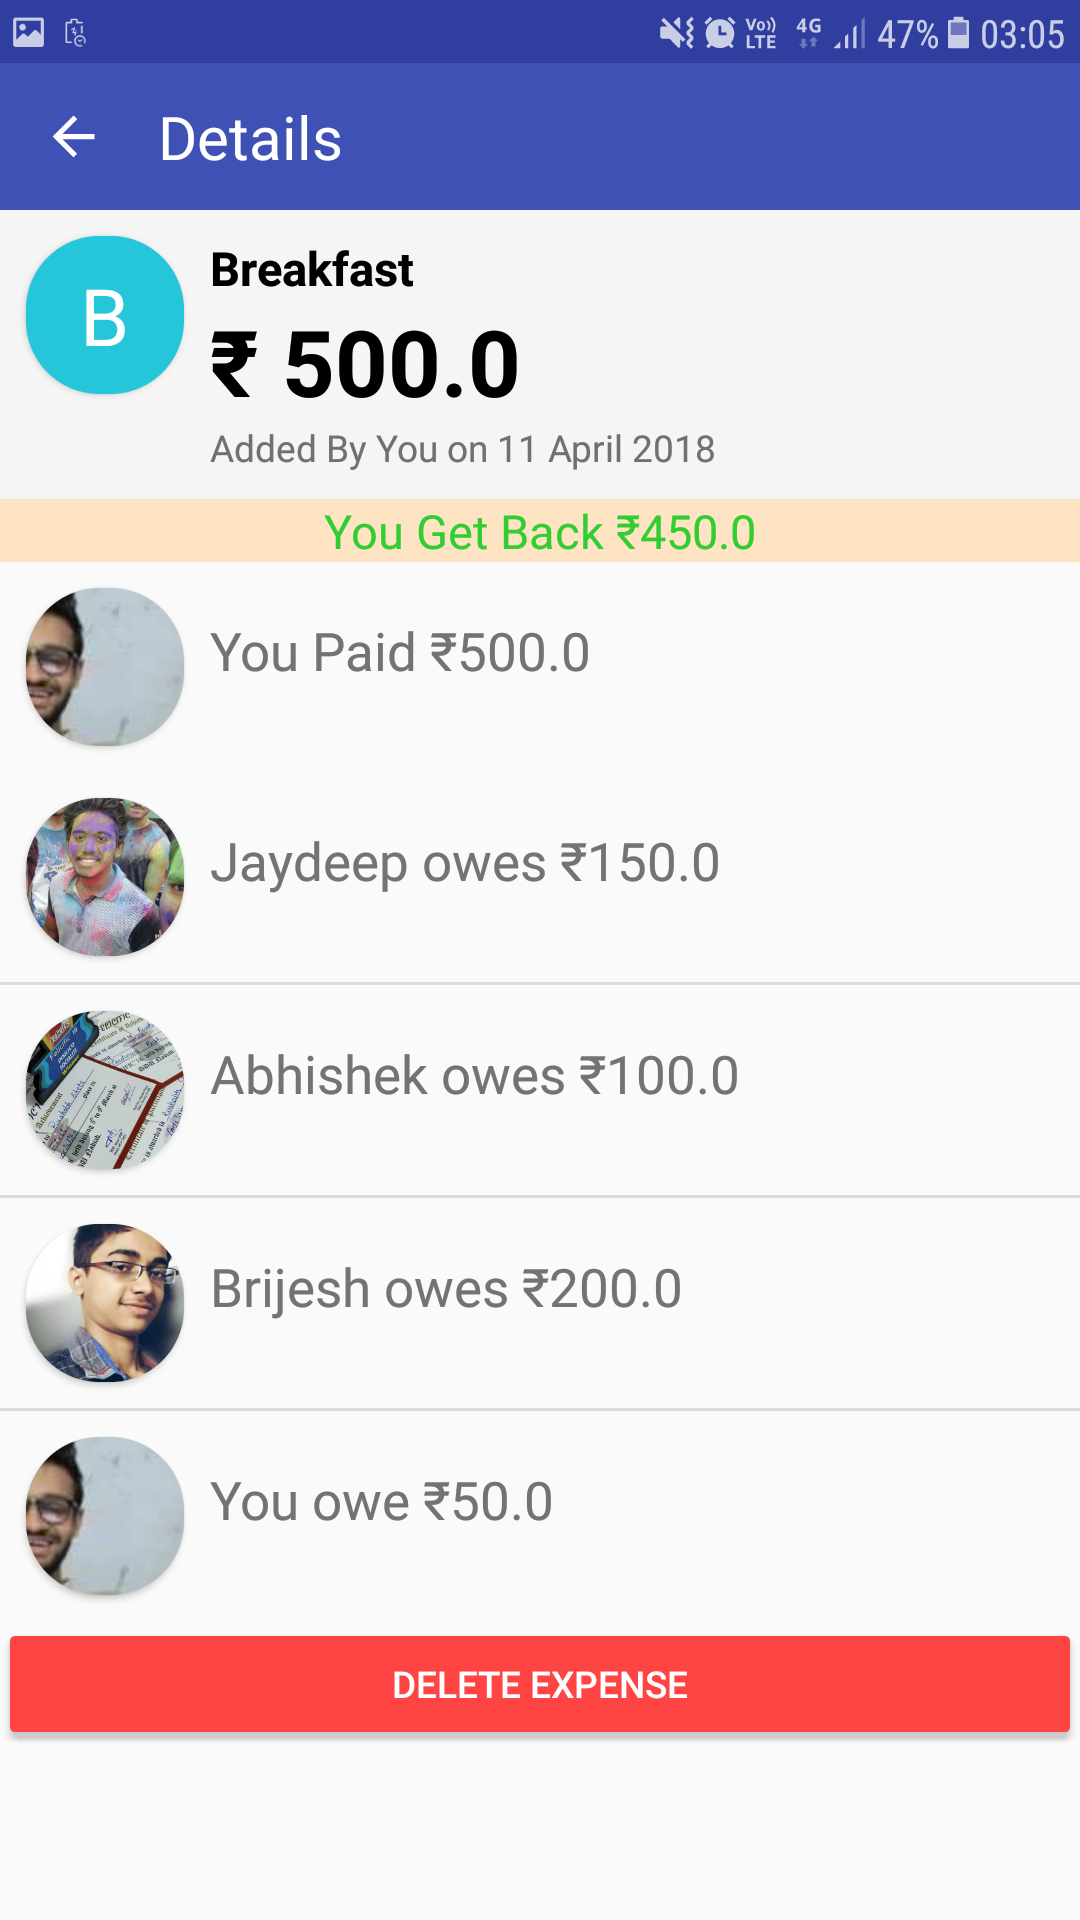 Vo)) 4G 47% 03:05
LTE
Details
B
Breakfast
₹ 500.0
Added By You on 11 April 2018
You Get Back ₹450.0
You Paid ₹500.0
Jaydeep owes ₹150.0
Abhishek owes ₹100.0
Brijesh owes ₹200.0
You owe ₹50.0
DELETE EXPENSE